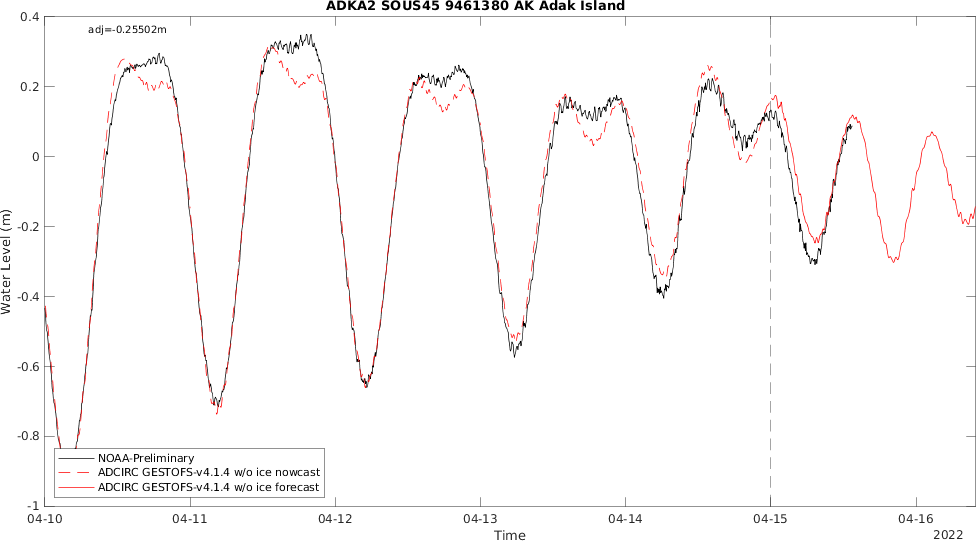 ADKA2 SOUS45 9461380 AK Adak Island
adj=-0.25502m
0.4
0.2
0
-0.2
-0.4
-0.6
-0.8
-1
Water Level (m)
NOAA-Preliminary
ADCIRC GESTOFS-v4.1.4 w/o ice nowcast
ADCIRC GESTOFS-v4.1.4 w/o ice forecast
04-10 04-11 04-12 04-13 04-14 04-15 04-16
Time
2022